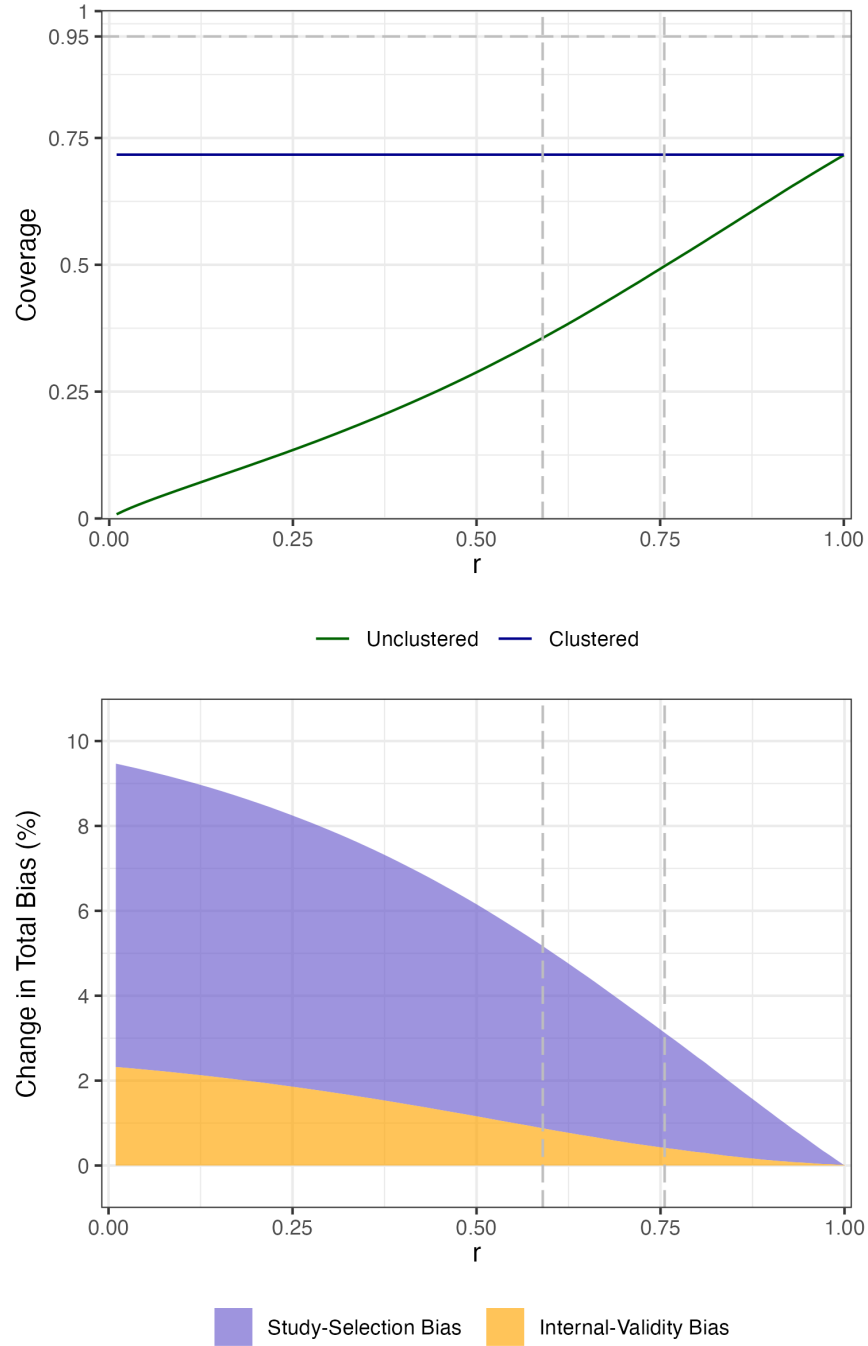 1
0.95
0.75
0.5
0.25
0
Coverage
0.00 0.25 0.50 0.75 1.00
r
Unclustered Clustered
10
8
6
4
2
0
Change in Total Bias (%)
0.00 0.25 0.50 0.75 1.00
r
Study-Selection Bias Internal-Validity Bias